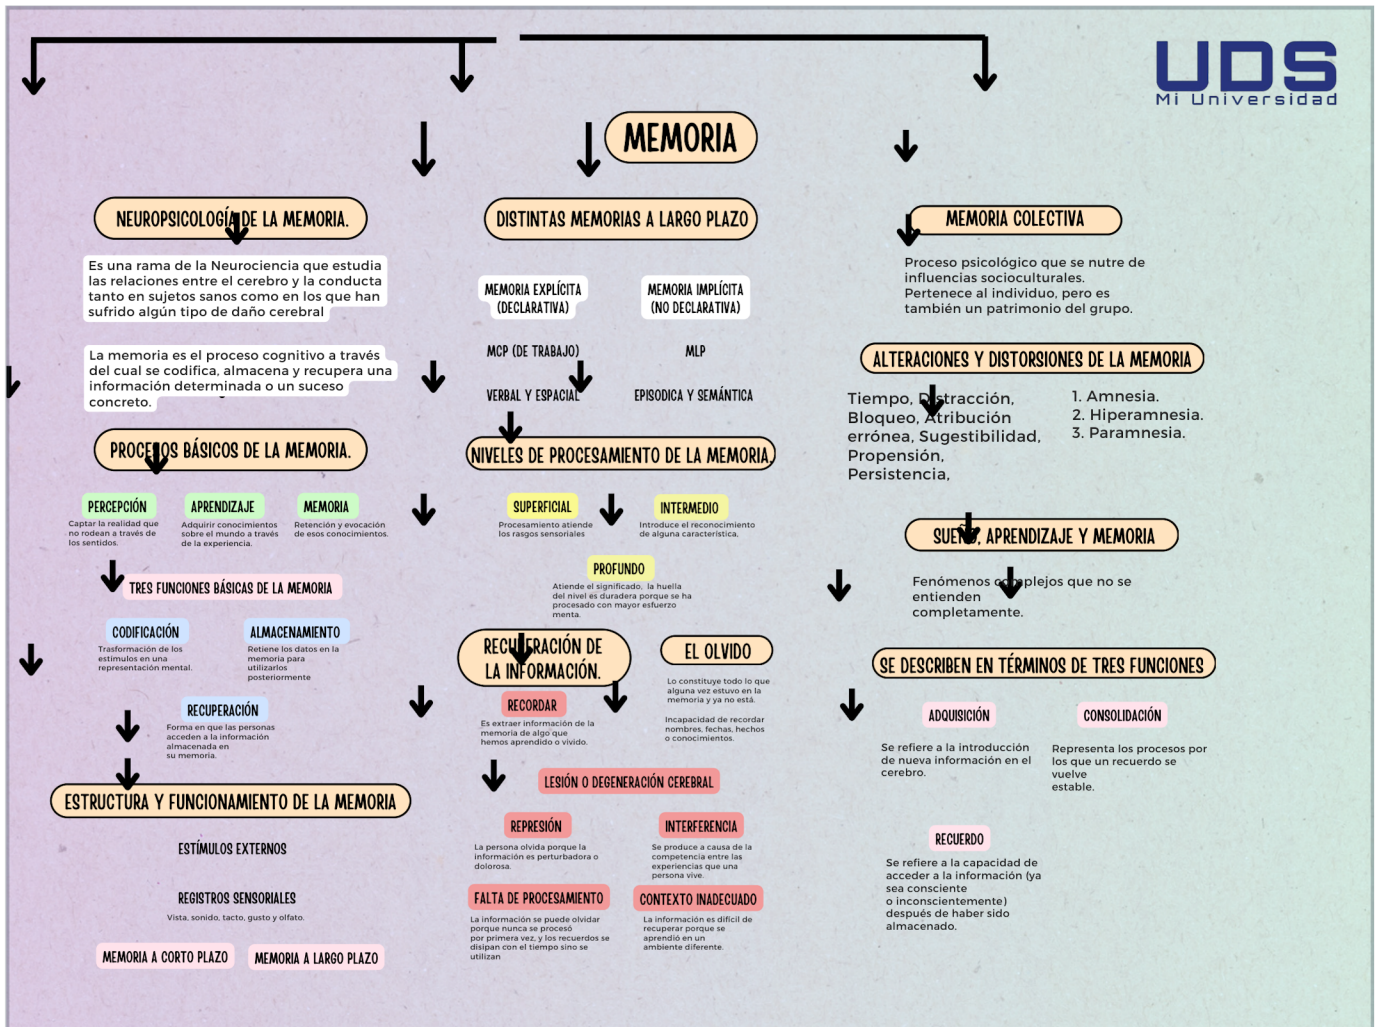 UDS
Mi Universidad
MEMORIA
NEUROPSICOLOGÍA DE LA MEMORIA.
Es una rama de la Neurociencia que estudia
las relaciones entre el cerebro y la conducta
tanto en sujetos sanos como en los que han
sufrido algún tipo de daño cerebral
La memoria es el proceso cognitivo a través
del cual se codifica, almacena y recupera una
información determinada o un suceso
concreto.
PROCESOS BÁSICOS DE LA MEMORIA.
PERCEPCIÓN
Captar la realidad que
no rodean a través de
los sentidos.
APRENDIZAJE
Adquirir conocimientos
sobre el mundo a través
de la experiencia.
MEMORIA
Retención y evocación
de esos conocimientos.
TRES FUNCIONES BÁSICAS DE LA MEMORIA
CODIFICACIÓN
Trasformación de los
estímulos en una
representación mental.
ALMACENAMIENTO
Retiene los datos en la
memoria para
utilizarlos
posteriormente
RECUPERACIÓN
Forma en que las personas
acceden a la información
almacenada en
su memoria.
ESTRUCTURA Y FUNCIONAMIENTO DE LA MEMORIA
ESTÍMULOS EXTERNOS
REGISTROS SENSORIALES
Vista, sonido, tacto, gusto y olfato.
MEMORIA A CORTO PLAZO
MEMORIA A LARGO PLAZO
DISTINTAS MEMORIAS A LARGO PLAZO
MEMORIA EXPLÍCITA
(DECLARATIVA)
MEMORIA IMPLÍCITA
(NO DECLARATIVA)
MCP (DE TRABAJO)
MLP
VERBAL Y ESPACIAL
EPISODICA Y SEMÁNTICA
NIVELES DE PROCESAMIENTO DE LA MEMORIA.
SUPERFICIAL
Procesamiento atiende
los rasgos sensoriales
INTERMEDIO
Introduce el reconocimiento
de alguna característica,
PROFUNDO
Atiende el significado, la huella
del nivel es duradera porque se ha
procesado con mayor esfuerzo
menta.
RECUPERACIÓN DE
LA INFORMACIÓN.
RECORDAR
Es extraer información de la
memoria de algo que
hemos aprendido o vivido.
EL OLVIDO
Lo constituye todo lo que
alguna vez estuvo en la
memoria y ya no está.
Incapacidad de recordar
nombres, fechas, hechos
o conocimientos.
LESIÓN O DEGENERACIÓN CEREBRAL
REPRESIÓN
La persona olvida porque la
información es perturbadora o
dolorosa.
INTERFERENCIA
Se produce a causa de la
competencia entre las
experiencias que una
persona vive.
FALTA DE PROCESAMIENTO
La información se puede olvidar
porque nunca se procesó
por primera vez, y los recuerdos se
disipan con el tiempo sino se
utilizan
CONTEXTO INADECUADO
La información es difícil de
recuperar porque se
aprendió en un
ambiente diferente.
MEMORIA COLECTIVA
Proceso psicológico que se nutre de
influencias socioculturales.
Pertenece al individuo, pero es
también un patrimonio del grupo.
ALTERACIONES Y DISTORSIONES DE LA MEMORIA
Tiempo, Distracción,
Bloqueo, Atribución
errónea, Sugestibilidad,
Propensión,
Persistencia,
1. Amnesia.
2. Hiperamnesia.
3. Paramnesia.
SUEÑO, APRENDIZAJE Y MEMORIA
Fenómenos complejos que no se
entienden
completamente.
SE DESCRIBEN EN TÉRMINOS DE TRES FUNCIONES
ADQUISICIÓN
Se refiere a la introducción
de nueva información en el
cerebro.
CONSOLIDACIÓN
Representa los procesos por
los que un recuerdo se
vuelve
estable.
RECUERDO
Se refiere a la capacidad de
acceder a la información (ya
sea consciente
o inconscientemente)
después de haber sido
almacenado.